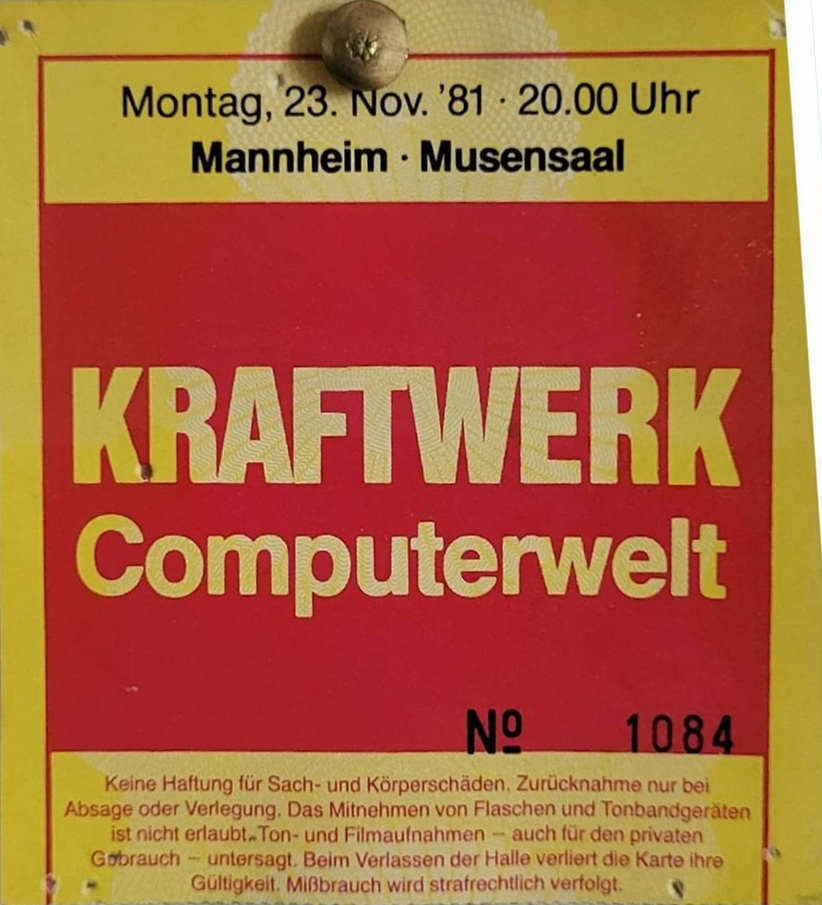 Montag, 23. Nov. '81 · 20.00 Uhr
Mannheim · Musensaal
KRAFTWERK
Computerwelt
Nº 1084
Keine Haftung für Sach- und Körperschäden. Zurücknahme nur bei
Absage oder Verlegung. Das Mitnehmen von Flaschen und Tonbandgeräten
ist nicht erlaubt. Ton- und Filmaufnahmen – auch für den privaten
Gebrauch – untersagt. Beim Verlassen der Halle verliert die Karte ihre
Gültigkeit. Mißbrauch wird strafrechtlich verfolgt.